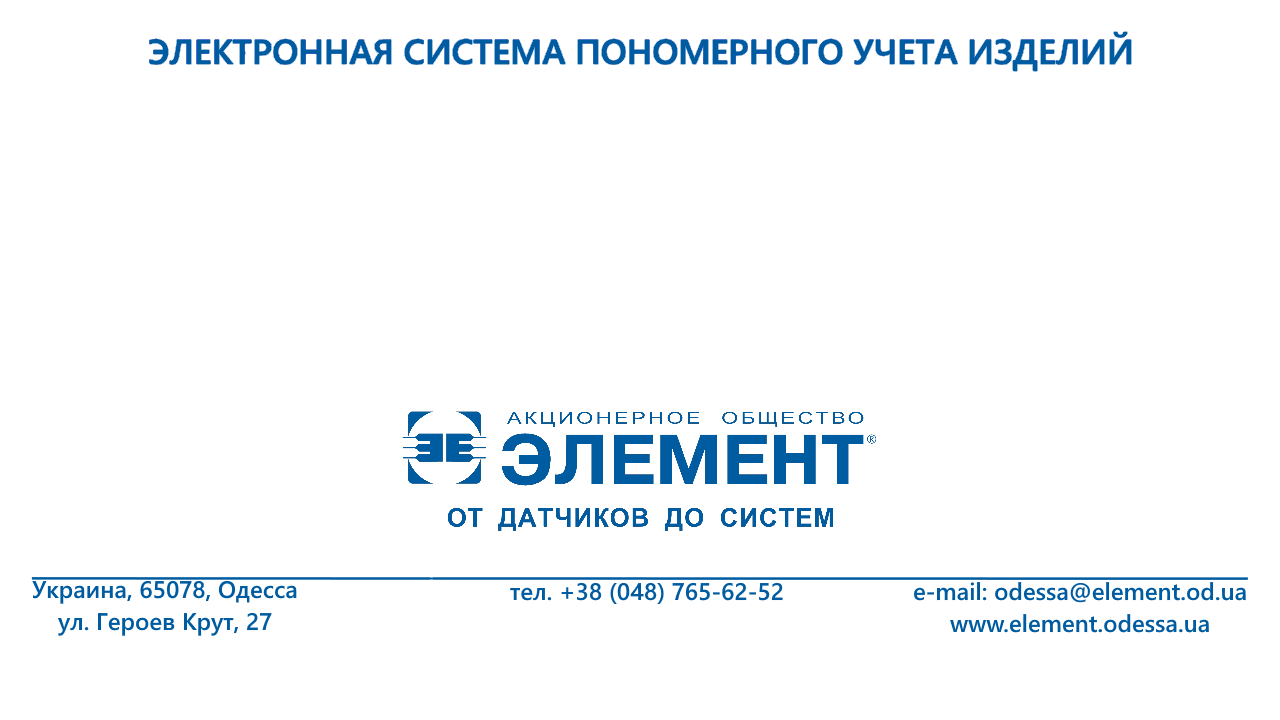 ЭЛЕКТРОННАЯ СИСТЕМА ПОНОМЕРНОГО УЧЕТА ИЗДЕЛИЙ
АКЦИОНЕРНОЕ ОБЩЕСТВО
ЭЛЕМЕНТ®
ОТ ДАТЧИКОВ ДО СИСТЕМ
Украина, 65078, Одесса
ул. Героев Крут, 27
тел. +38 (048) 765-62-52
e-mail: odessa@element.od.ua
www.element.odessa.ua